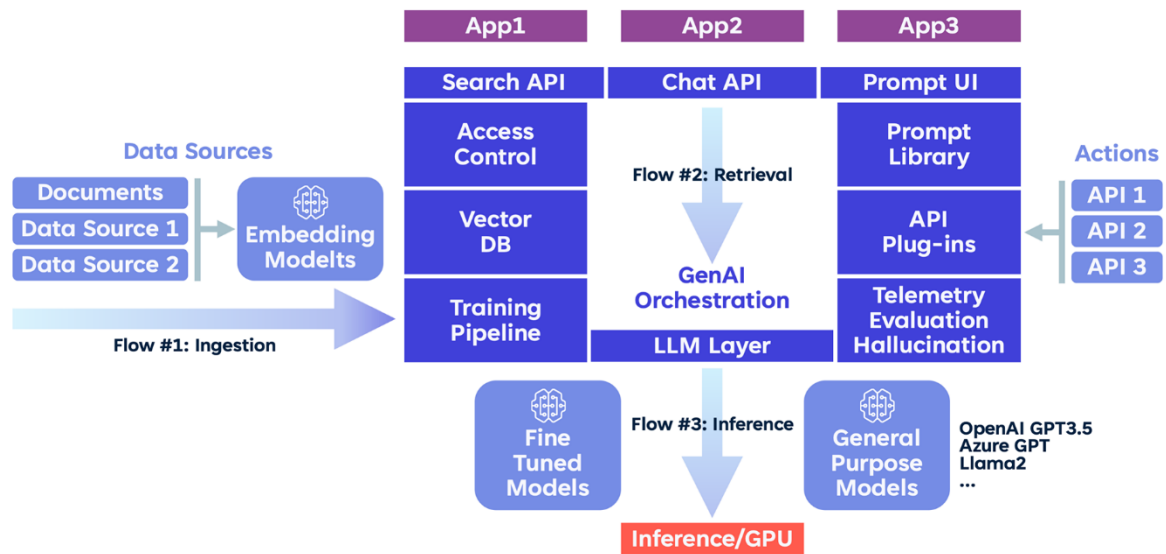 App1
App2
App3
Search API
Chat API
Prompt UI
Access
Control
Vector
DB
Training
Pipeline
Flow #2: Retrieval
GenAI
Orchestration
LLM Layer
Prompt
Library
API
Plug-ins
Telemetry
Evaluation
Hallucination
Data Sources
Documents
Data Source 1
Data Source 2
Embedding
Modelts
Flow #1: Ingestion
Actions
API 1
API 2
API 3
Fine
Tuned
Models
Flow #3: Inference
General
Purpose
Models
OpenAI GPT3.5
Azure GPT
Llama2
...
Inference/GPU